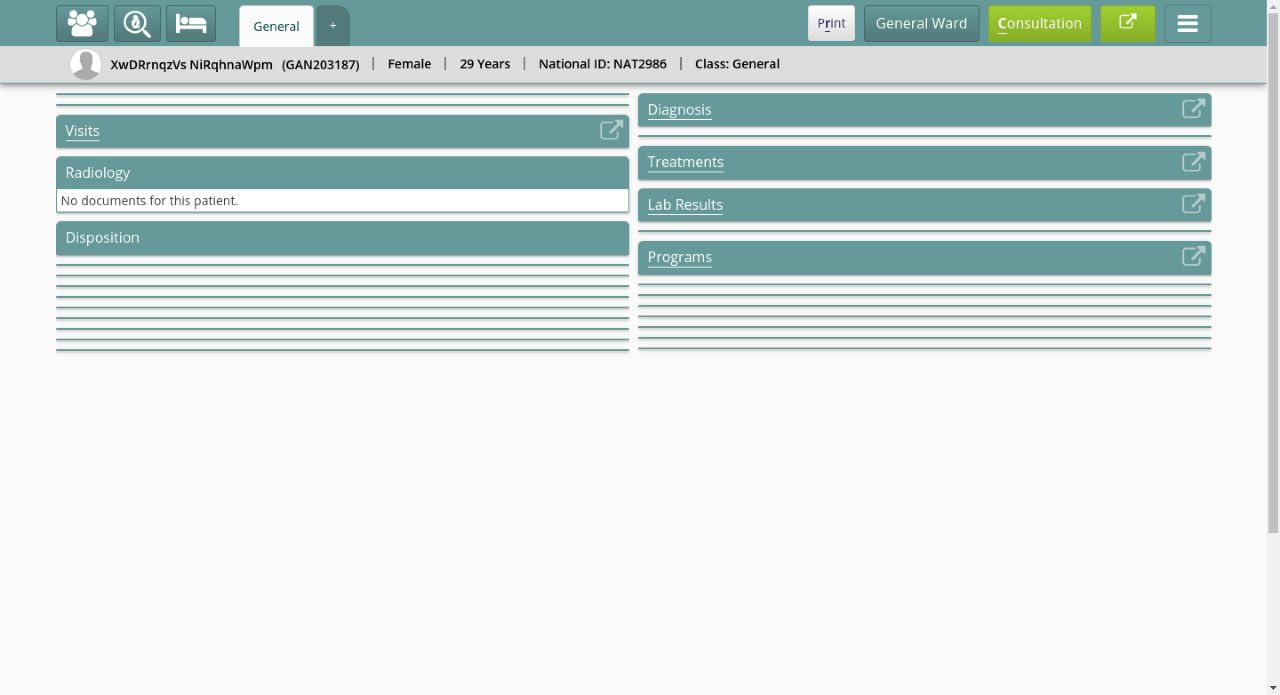 General
+
Print
General Ward
Consultation
XwDRrnqzVs NiRqhnaWpm (GAN203187) | Female | 29 Years | National ID: NAT2986 | Class: General
Visits
Radiology
No documents for this patient.
Disposition
Diagnosis
Treatments
Lab Results
Programs